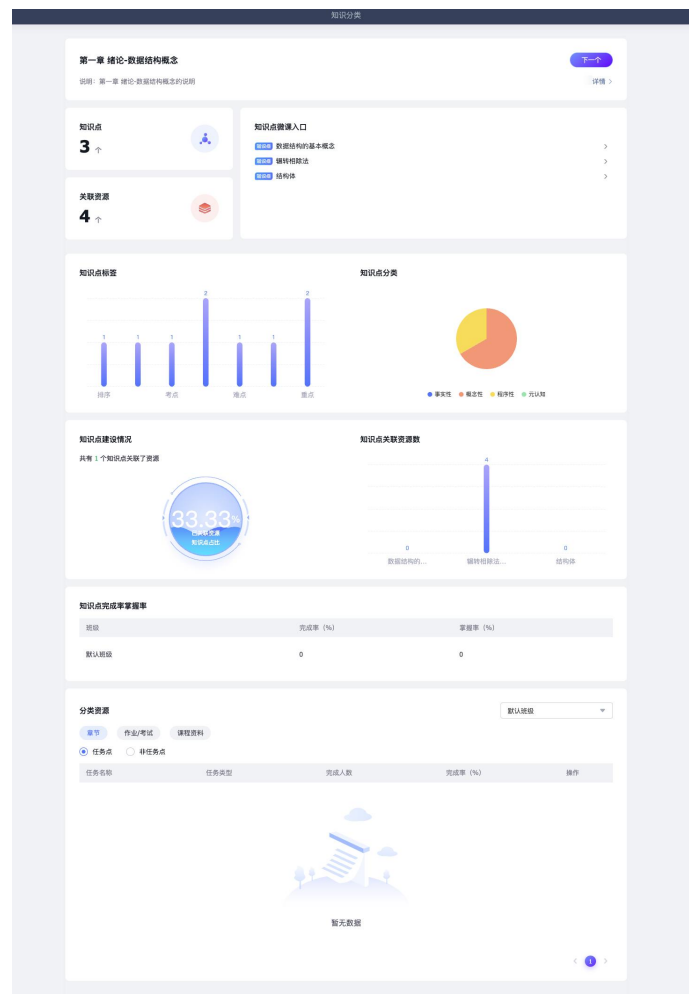 知识分类
第一章 绪论-数据结构概念
下一个
说明：第一章 绪论-数据结构概念的说明
详情 >
知识点
3 个
知识点微课入口
数据结构的基本概念
辗转相除法
结构体
关联资源
4 个
知识点标签
1 1 1 2 1 1 2
排序 考点 难点 重点
知识点分类
事实性 概念性 程序性 元认知
知识点建设情况
共有 1 个知识点关联了资源
33.33%
已关联资源
知识点占比
知识点关联资源数
0 4 0
数据结构的... 辗转相除法... 结构体
知识点完成率掌握率
班级 完成率（%） 掌握率（%）
默认班级 0 0
分类资源
默认班级
章节 作业/考试 课程资料
任务点 非任务点
任务名称 任务类型 完成人数 完成率（%） 操作
暂无数据
< 1 >